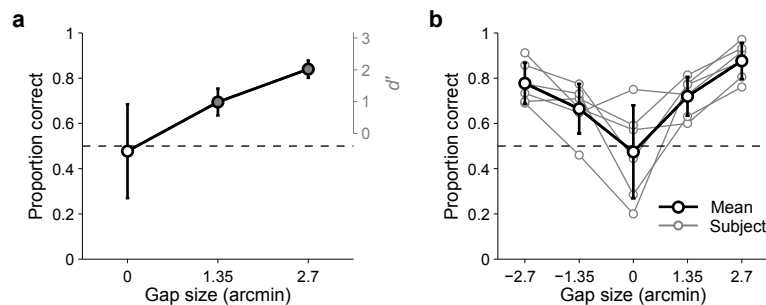 a
Proportion correct
1
0.8
0.6
0.4
0.2
0
0 1.35 2.7
Gap size (arcmin)
3
2
1
0
d'
b
Proportion correct
1
0.8
0.6
0.4
0.2
0
−2.7 −1.35 0 1.35 2.7
Gap size (arcmin)
Mean
Subject